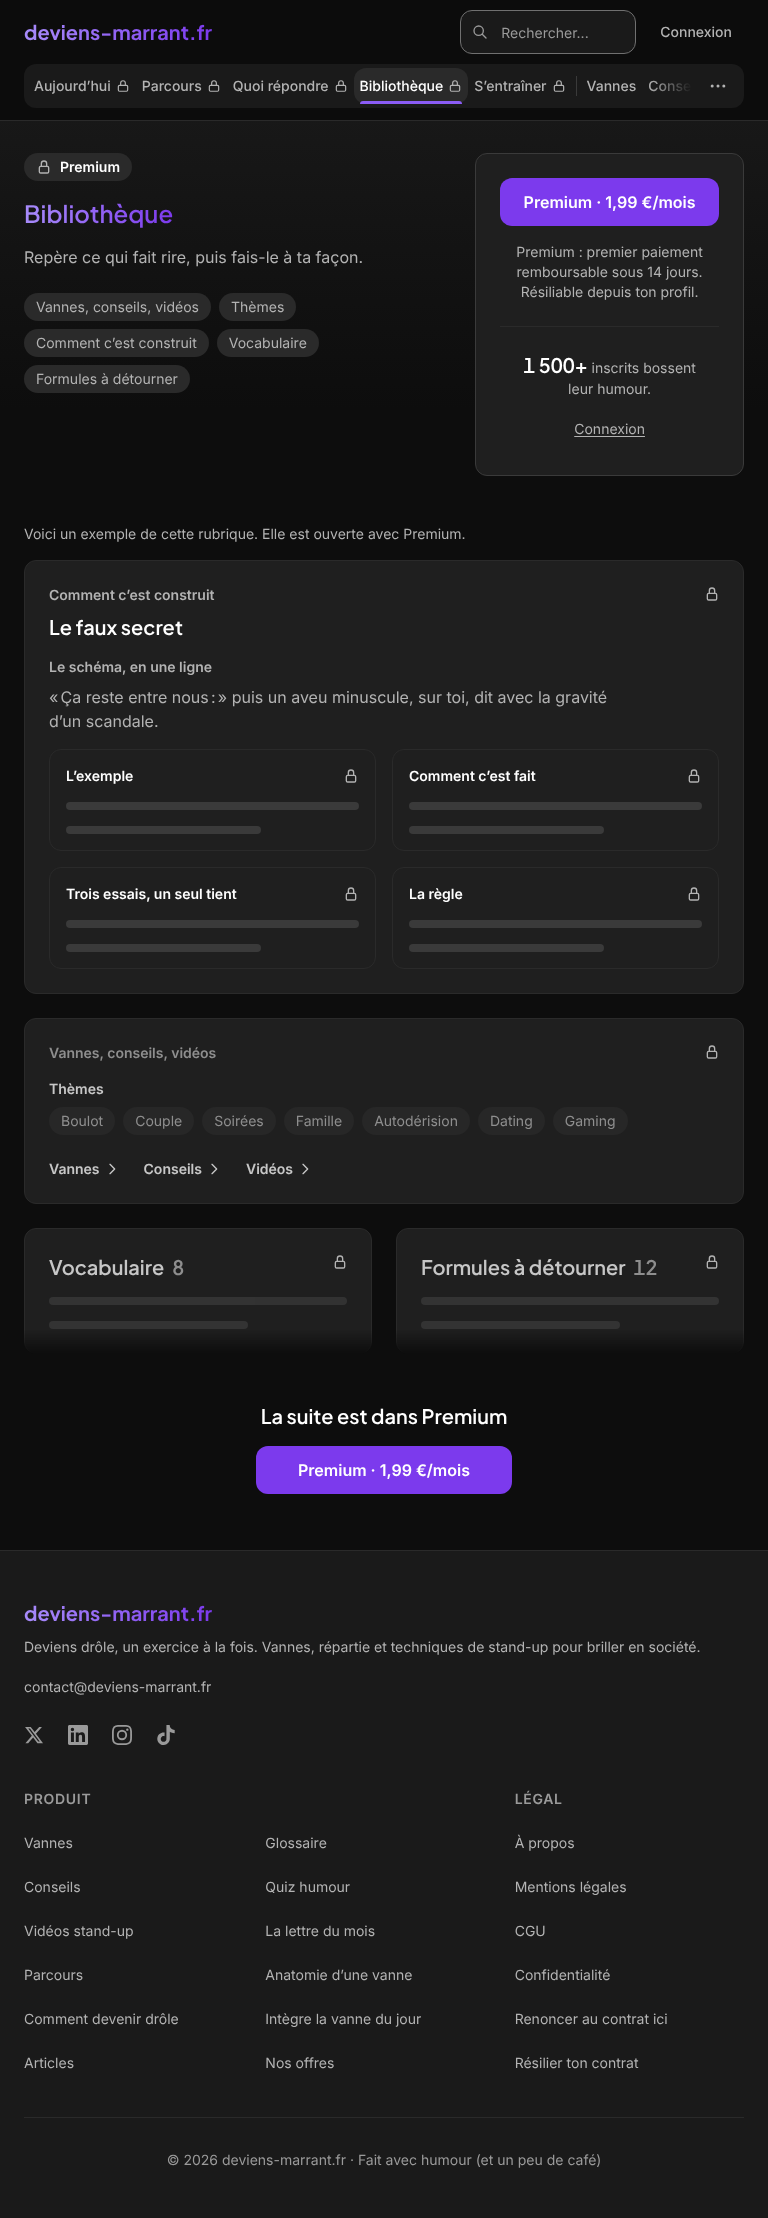 deviens-marrant.fr
Rechercher...
Connexion
Aujourd’hui
Parcours
Quoi répondre
Bibliothèque
S’entraîner
Vannes
Premium
Bibliothèque
Repère ce qui fait rire, puis fais-le à ta façon.
Vannes, conseils, vidéos
Thèmes
Comment c’est construit
Vocabulaire
Formules à détourner
Premium · 1,99 €/mois
Premium : premier paiement
remboursable sous 14 jours.
Résiliable depuis ton profil.
1 500+ inscrits bossent
leur humour.
Connexion
Voici un exemple de cette rubrique. Elle est ouverte avec Premium.
Comment c’est construit
Le faux secret
Le schéma, en une ligne
« Ça reste entre nous : » puis un aveu minuscule, sur toi, dit avec la gravité
d’un scandale.
L’exemple
Comment c’est fait
Trois essais, un seul tient
La règle
Vannes, conseils, vidéos
Thèmes
Boulot
Couple
Soirées
Famille
Autodérision
Dating
Gaming
Vannes
Conseils
Vidéos
Vocabulaire 8
Formules à détourner 12
La suite est dans Premium
Premium · 1,99 €/mois
deviens-marrant.fr
Deviens drôle, un exercice à la fois. Vannes, répartie et techniques de stand-up pour briller en société.
contact@deviens-marrant.fr
PRODUIT
Vannes
Conseils
Vidéos stand-up
Parcours
Comment devenir drôle
Articles
Glossaire
Quiz humour
La lettre du mois
Anatomie d’une vanne
Intègre la vanne du jour
Nos offres
LÉGAL
À propos
Mentions légales
CGU
Confidentialité
Renoncer au contrat ici
Résilier ton contrat
© 2026 deviens-marrant.fr · Fait avec humour (et un peu de café)